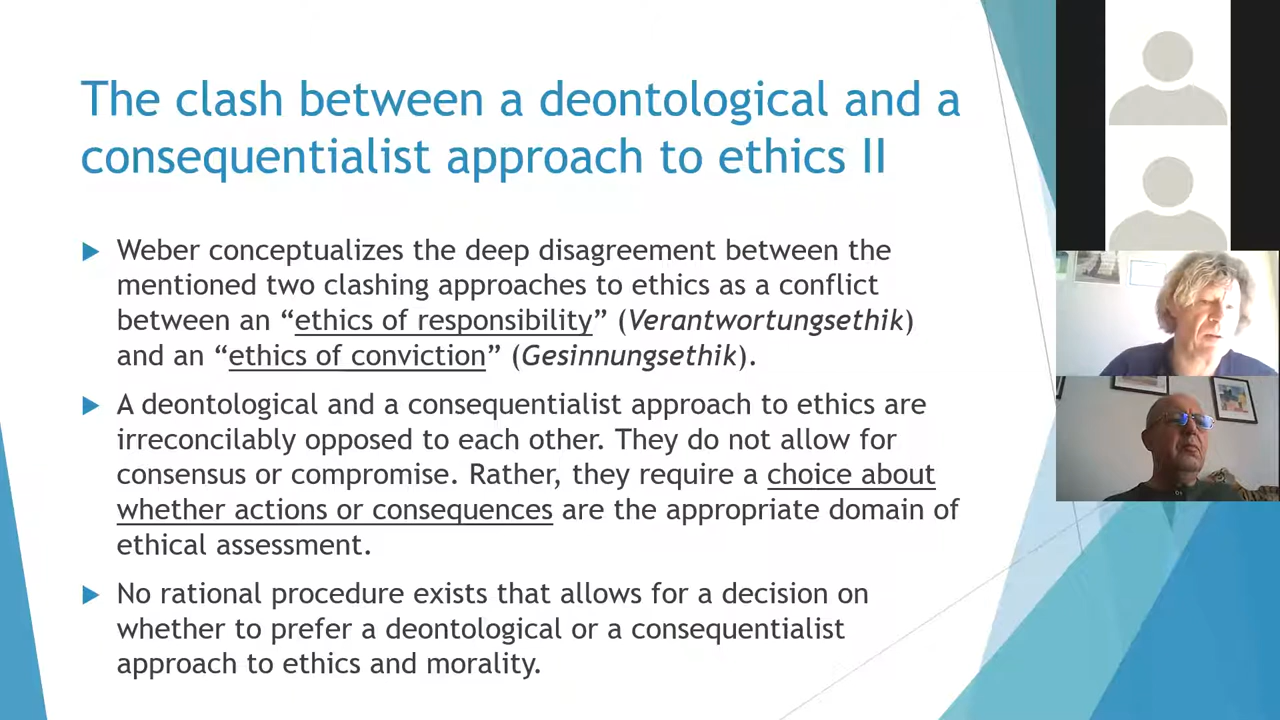 The clash between a deontological and a
consequentialist approach to ethics II
Weber conceptualizes the deep disagreement between the
mentioned two clashing approaches to ethics as a conflict
between an “ethics of responsibility” (Verantwortungsethik)
and an “ethics of conviction” (Gesinnungsethik).
A deontological and a consequentialist approach to ethics are
irreconcilably opposed to each other. They do not allow for
consensus or compromise. Rather, they require a choice about
whether actions or consequences are the appropriate domain of
ethical assessment.
No rational procedure exists that allows for a decision on
whether to prefer a deontological or a consequentialist
approach to ethics and morality.